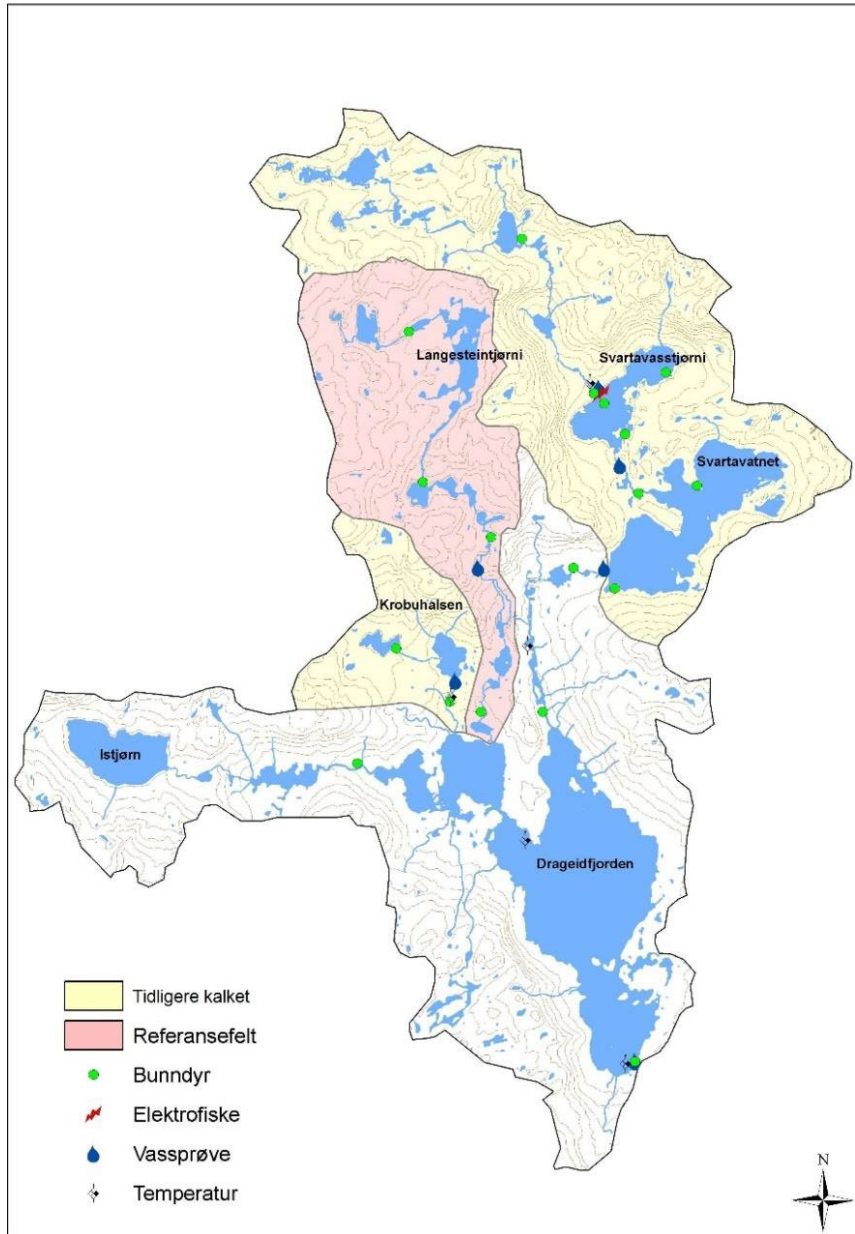 Langesteintjørni
Svartavasstjørni
Svartavatnet
Krobuhalsen
Istjørn
Drageidfjorden
Tidligere kalket
Referansefelt
Bunndyr
Elektrofiske
Vassprøve
Temperatur
N